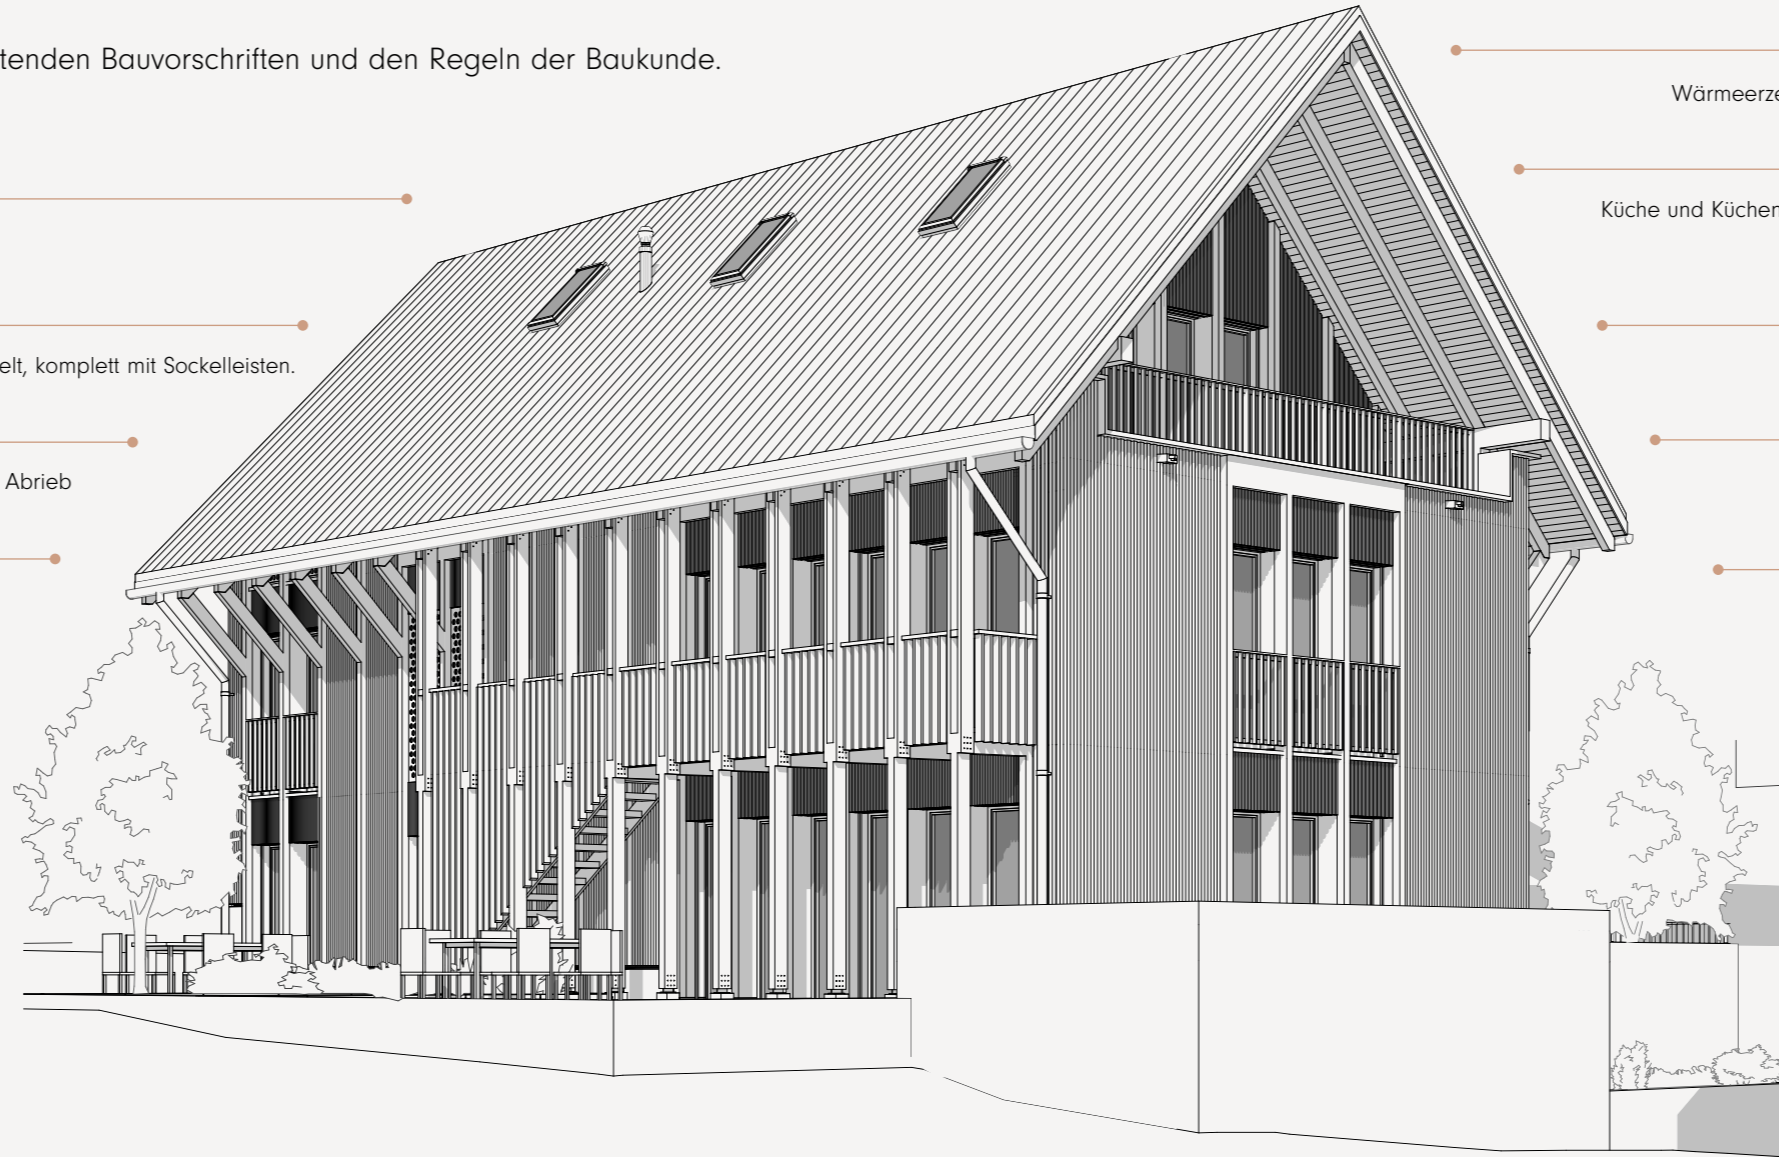 tenden Bauvorschriften und den Regeln der Baukunde.
Wärmeerze
Küche und Küchen
elt, komplett mit Sockelleisten.
Abrieb